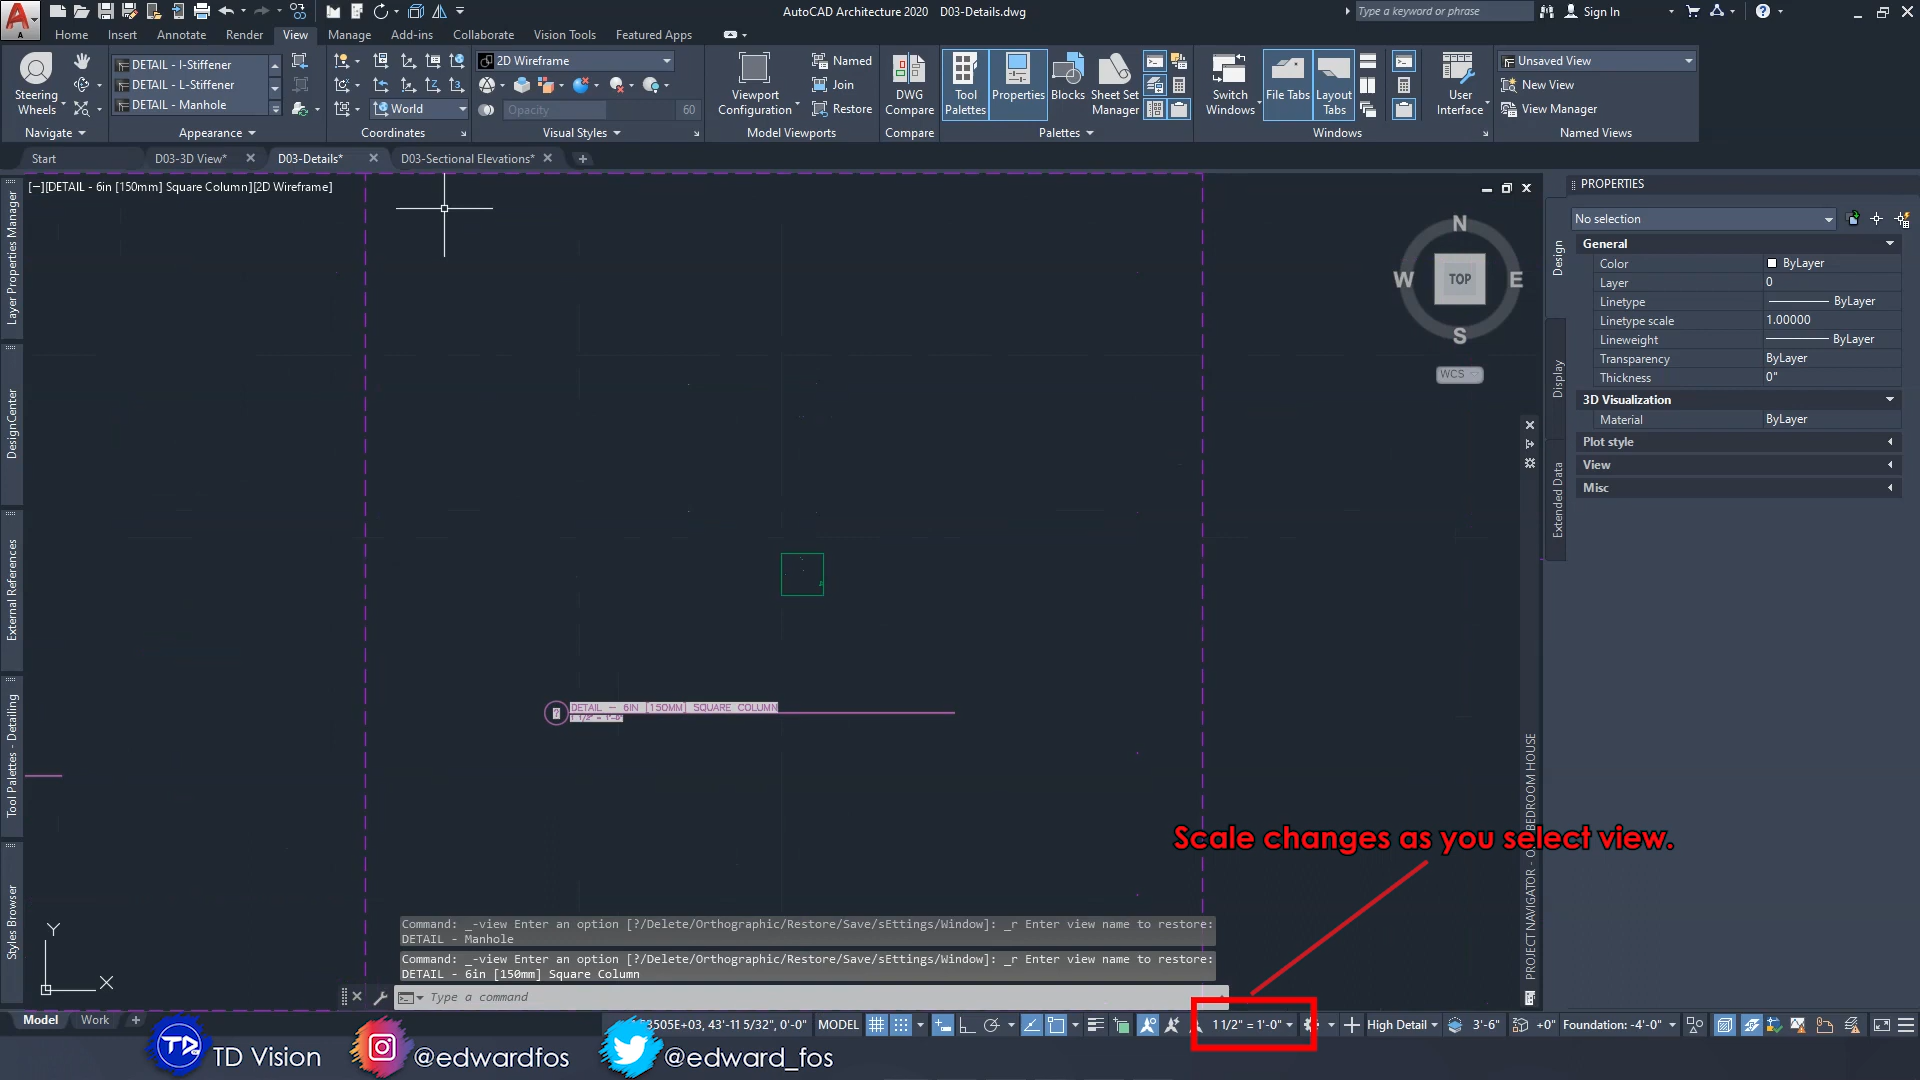 AutoCAD Architecture 2020 D03-Details.dwg
Type a keyword or phrase
Sign In
Home Insert Annotate Render View Manage Add-ins Collaborate Vision Tools Featured Apps
Steering Wheels
Navigate
DETAIL - I-Stiffener
DETAIL - L-Stiffener
DETAIL - Manhole
Appearance
World
Coordinates
2D Wireframe
Opacity 60
Visual Styles
Viewport Configuration
Named
Join
Restore
Model Viewports
DWG Compare
Compare
Tool Palettes
Properties
Blocks
Sheet Set Manager
Palettes
Switch Windows
File Tabs
Layout Tabs
User Interface
Windows
Unsaved View
New View
View Manager
Named Views
Start
D03-3D View*
D03-Details*
D03-Sectional Elevations*
[−][DETAIL - 6in [150mm] Square Column][2D Wireframe]
Layer Properties Manager
DesignCenter
External References
Tool Palettes - Detailing
Styles Browser
N
W TOP E
S
WCS
PROPERTIES
No selection
General
Color ByLayer
Layer 0
Linetype ByLayer
Linetype scale 1.00000
Lineweight ByLayer
Transparency ByLayer
Thickness 0"
3D Visualization
Material ByLayer
Plot style
View
Misc
Design
Display
Extended Data
? DETAIL - 6IN [150MM] SQUARE COLUMN
1 1/2" = 1'-0"
Scale changes as you select view.
Y
X
Command: _-view Enter an option [?/Delete/Orthographic/Restore/Save/sEttings/Window]: _r Enter view name to restore:
DETAIL - Manhole
Command: _-view Enter an option [?/Delete/Orthographic/Restore/Save/sEttings/Window]: _r Enter view name to restore:
DETAIL - 6in [150mm] Square Column
Type a command
Model Work
43'-11 5/32", 0'-0" MODEL
1 1/2" = 1'-0"
High Detail
3'-6"
+0"
Foundation: -4'-0"
TD Vision
@edwardfos
@edward_fos